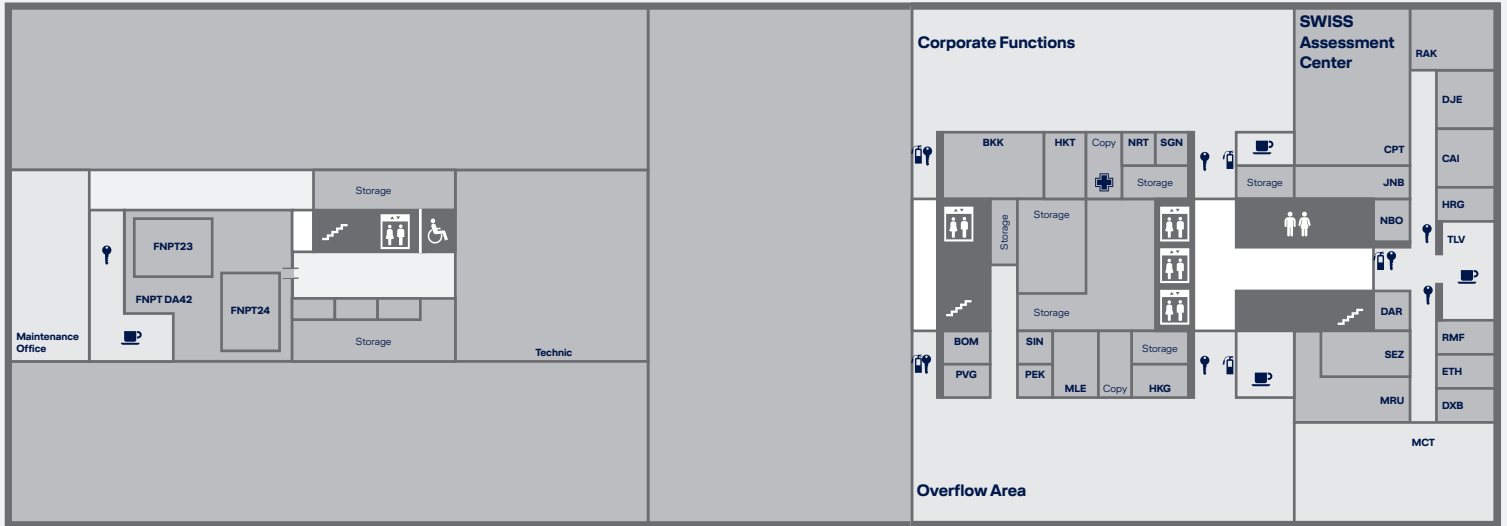 Corporate Functions
SWISS
Assessment
Center
RAK
DJE
BKK
HKT
Copy
NRT
SGN
CPT
CAI
Storage
Storage
Storage
JNB
HRG
Storage
Storage
NBO
TLV
FNPT23
FNPT DA42
FNPT24
Storage
DAR
Maintenance
Office
Storage
Technic
BOM
SIN
Storage
SEZ
RMF
PVG
PEK
MLE
Copy
HKG
ETH
MRU
DXB
MCT
Overflow Area